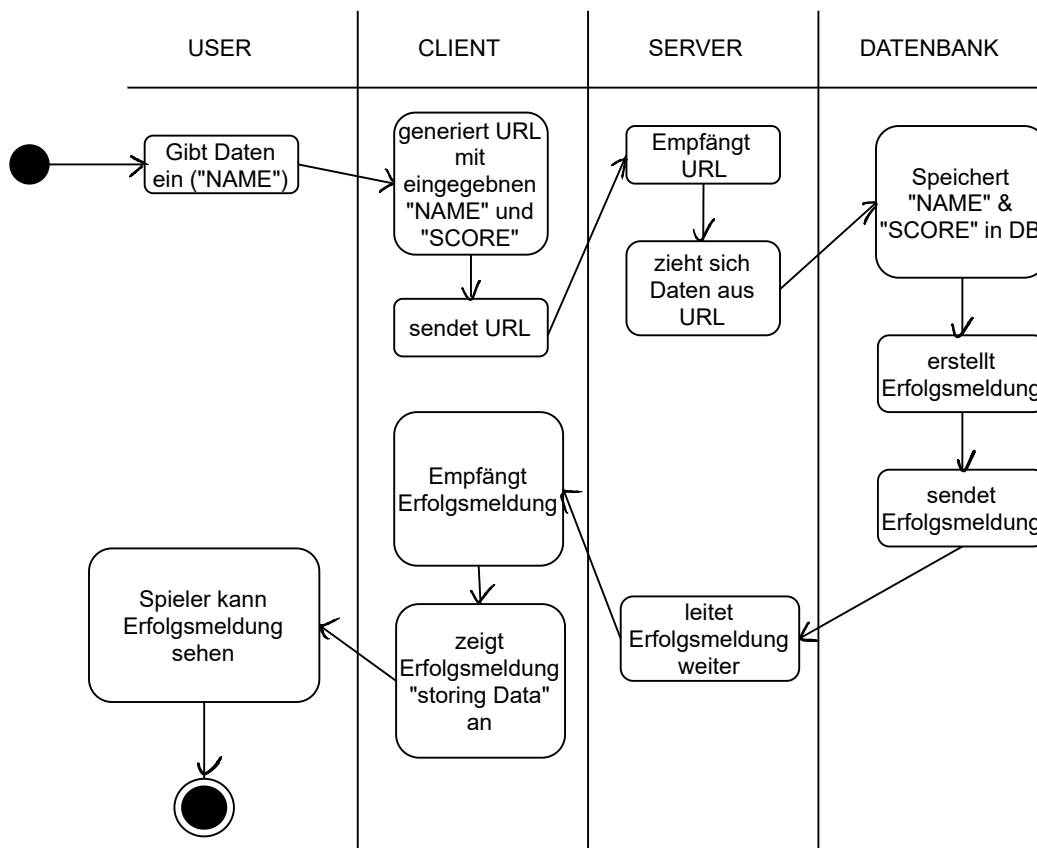 USER
CLIENT
SERVER
DATENBANK
Gibt Daten
ein ("NAME")
generiert URL
mit
eingegebnen
"NAME" und
"SCORE"
sendet URL
Empfängt
URL
zieht sich
Daten aus
URL
Speichert
"NAME" &
"SCORE" in DB
erstellt
Erfolgsmeldung
sendet
Erfolgsmeldung
leitet
Erfolgsmeldung
weiter
Empfängt
Erfolgsmeldung
zeigt
Erfolgsmeldung
"storing Data"
an
Spieler kann
Erfolgsmeldung
sehen